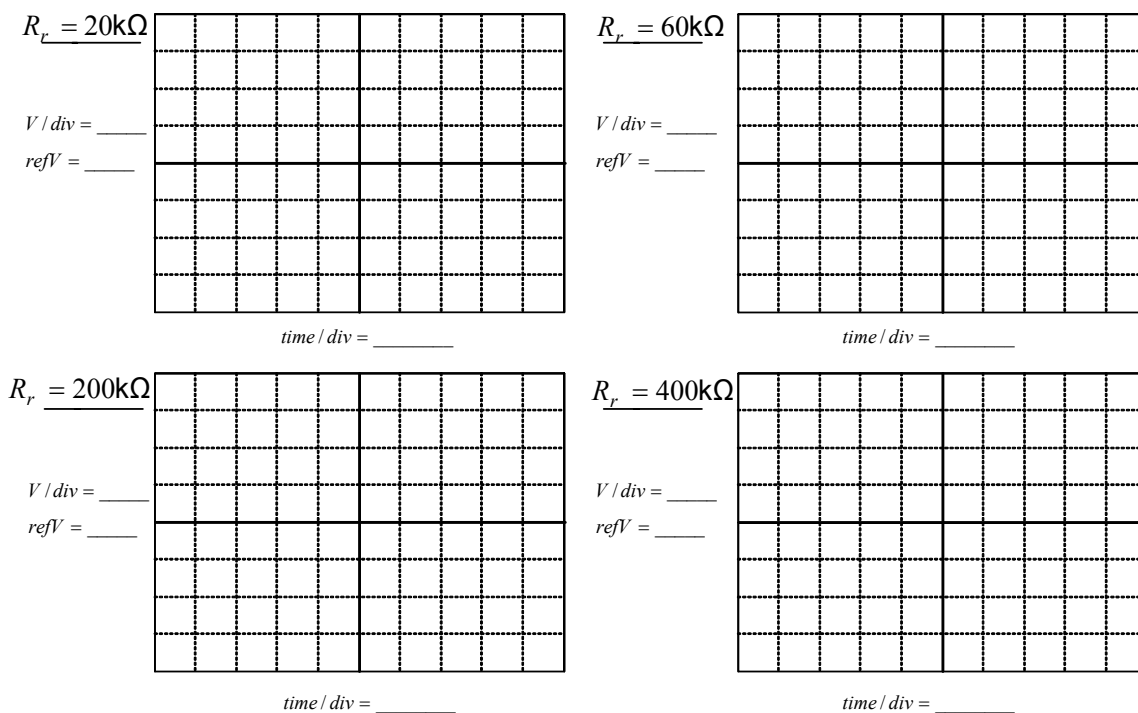 R_r = 20kΩ
V / div = _____
refV = _____
time / div = ________
R_r = 60kΩ
V / div = _____
refV = _____
time / div = ________
R_r = 200kΩ
V / div = _____
refV = _____
time / div = ________
R_r = 400kΩ
V / div = _____
refV = _____
time / div = ________